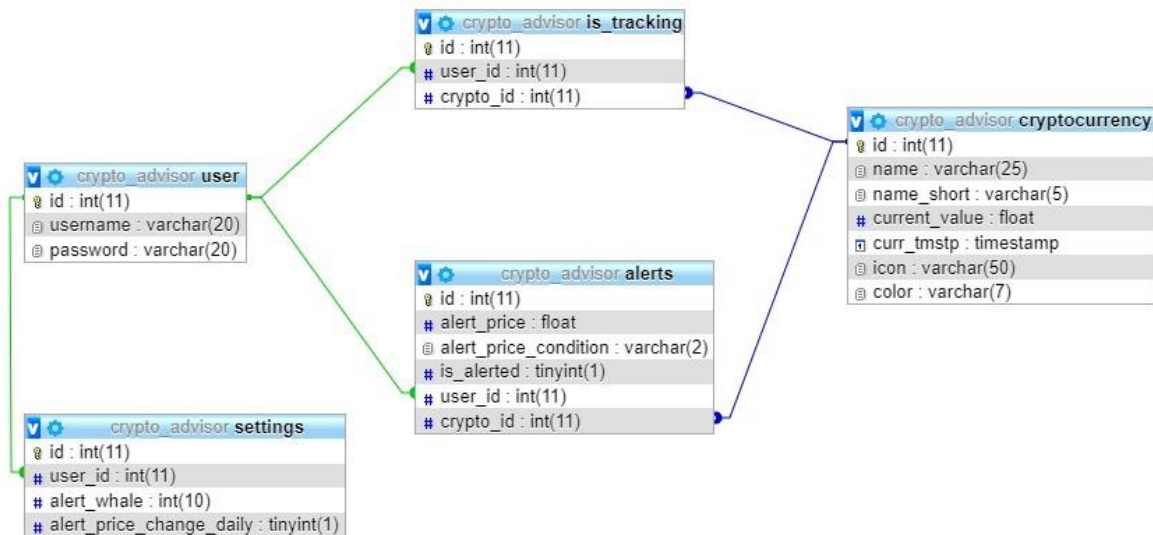 crypto_advisor is_tracking
id : int(11)
user_id : int(11)
crypto_id : int(11)
crypto_advisor cryptocurrency
id : int(11)
name : varchar(25)
name_short : varchar(5)
current_value : float
curr_tmstp : timestamp
icon : varchar(50)
color : varchar(7)
crypto_advisor user
id : int(11)
username : varchar(20)
password : varchar(20)
crypto_advisor alerts
id : int(11)
alert_price : float
alert_price_condition : varchar(2)
is_alerted : tinyint(1)
user_id : int(11)
crypto_id : int(11)
crypto_advisor settings
id : int(11)
user_id : int(11)
alert_whale : int(10)
alert_price_change_daily : tinyint(1)